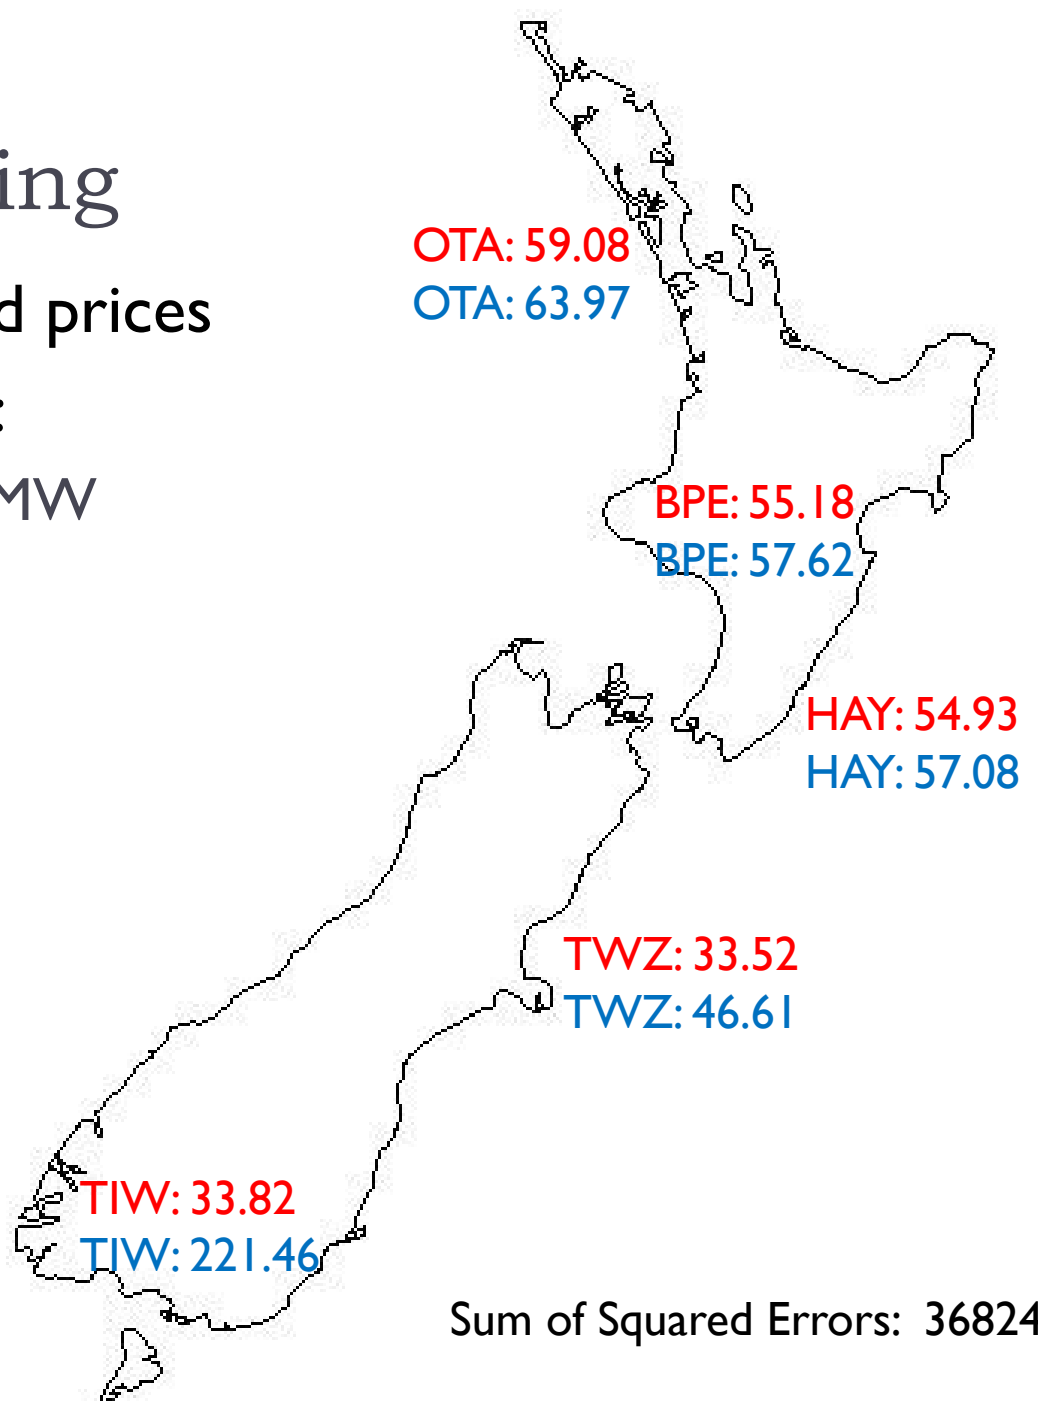 ing
d prices
:
MW
OTA: 59.08
OTA: 63.97
BPE: 55.18
BPE: 57.62
HAY: 54.93
HAY: 57.08
TWZ: 33.52
TWZ: 46.61
TIW: 33.82
TIW: 221.46
Sum of Squared Errors: 36824